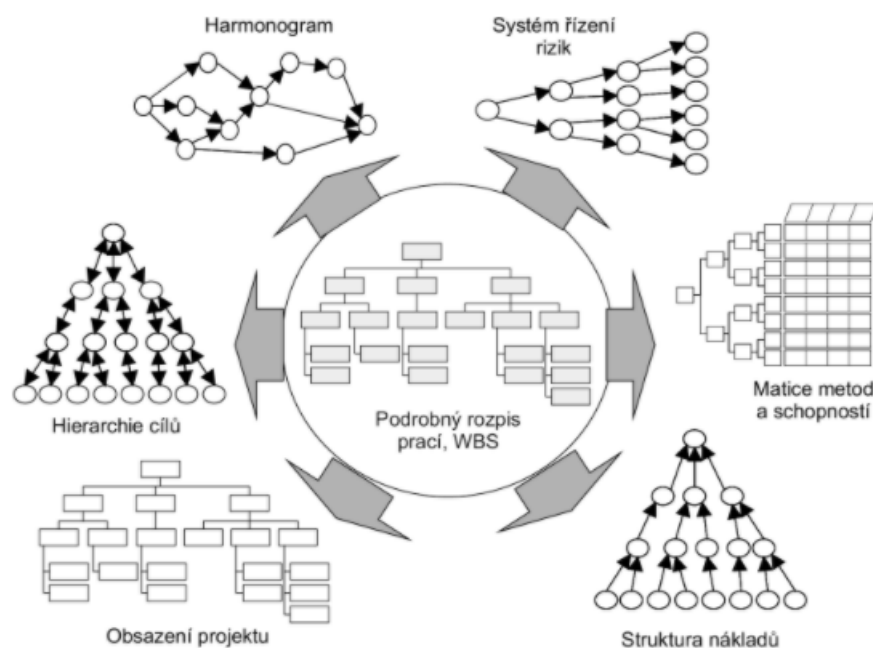 Harmonogram
Systém řízení
rizik
Hierarchie cílů
Podrobný rozpis
prací, WBS
Matice metod
a schopností
Obsazení projektu
Struktura nákladů